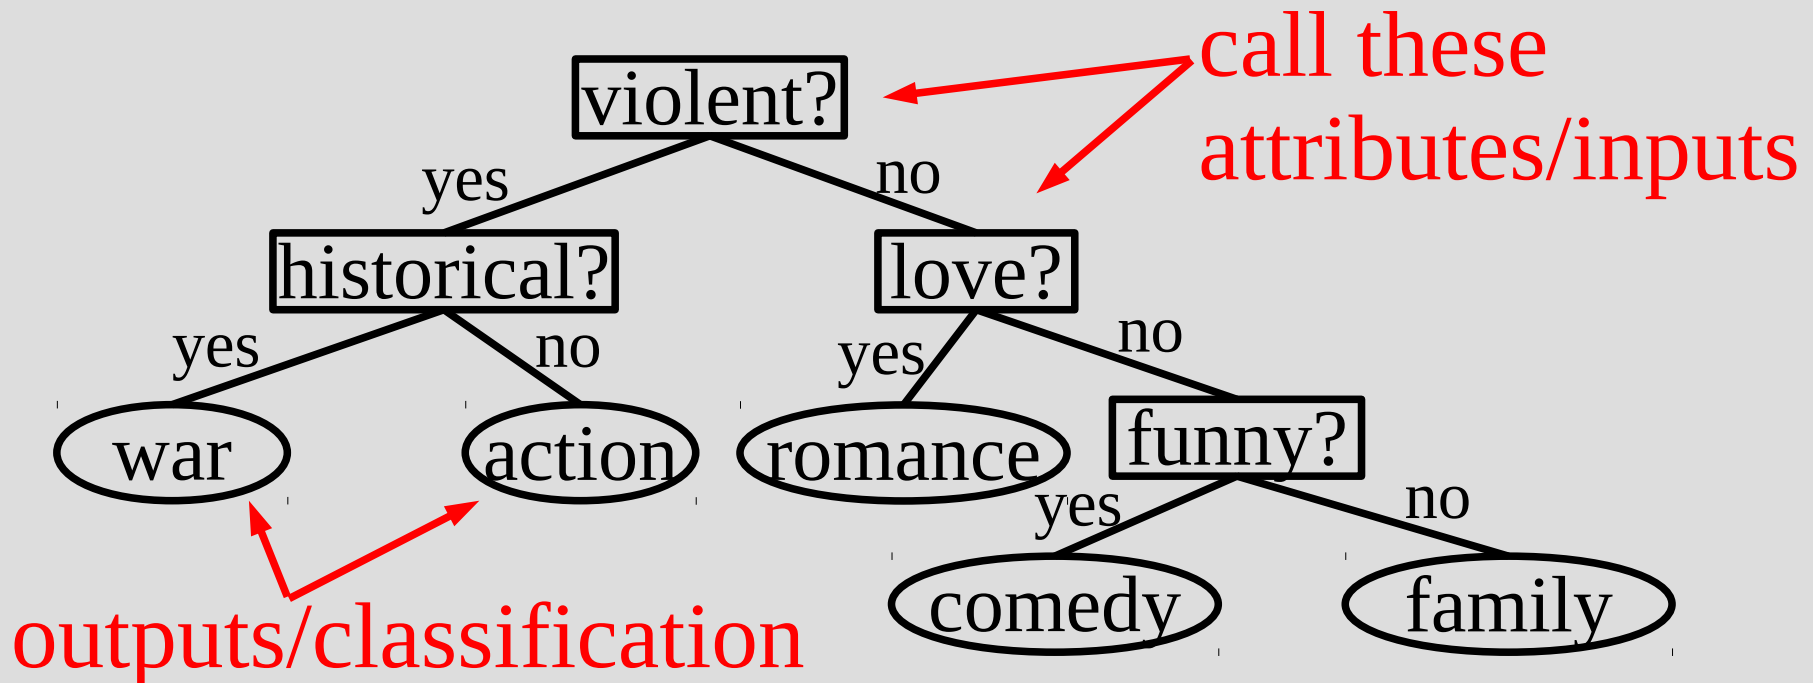 call these
attributes/inputs
violent?
yes
no
historical?
love?
yes
no
yes
no
war
action
romance
funny?
yes
no
comedy
family
outputs/classification